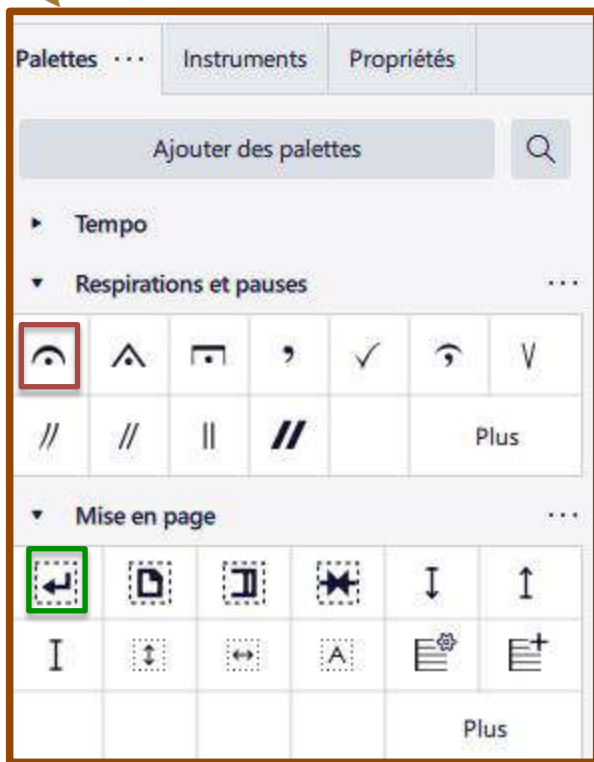 Palettes ··· Instruments Propriétés
Ajouter des palettes
Tempo
Respirations et pauses ···
Plus
Mise en page ···
A
Plus